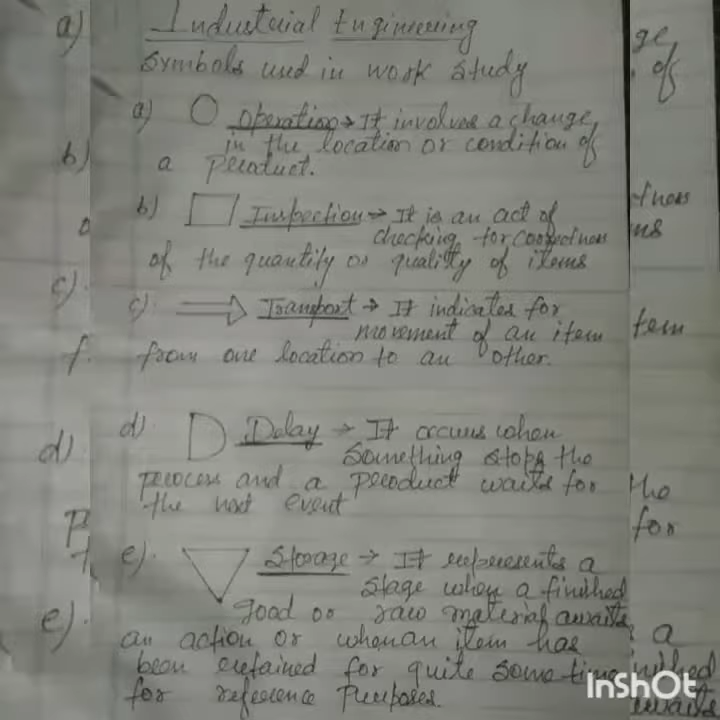 Industrial Engineering
Symbols used in work study
a) Operation → It involves a change
in the location or condition of
a product.
b) Inspection → It is an act of
checking for correctness
of the quantity or quality of items
c) Transport → It indicates for
movement of an item
from one location to an other.
d) Delay → It occurs when
something stops the
process and a product waits for
the next event
e). Storage → It represents a
stage when a finished
good or raw material awaits
an action or when an item has
been retained for quite some time
for reference purposes.
InShOt